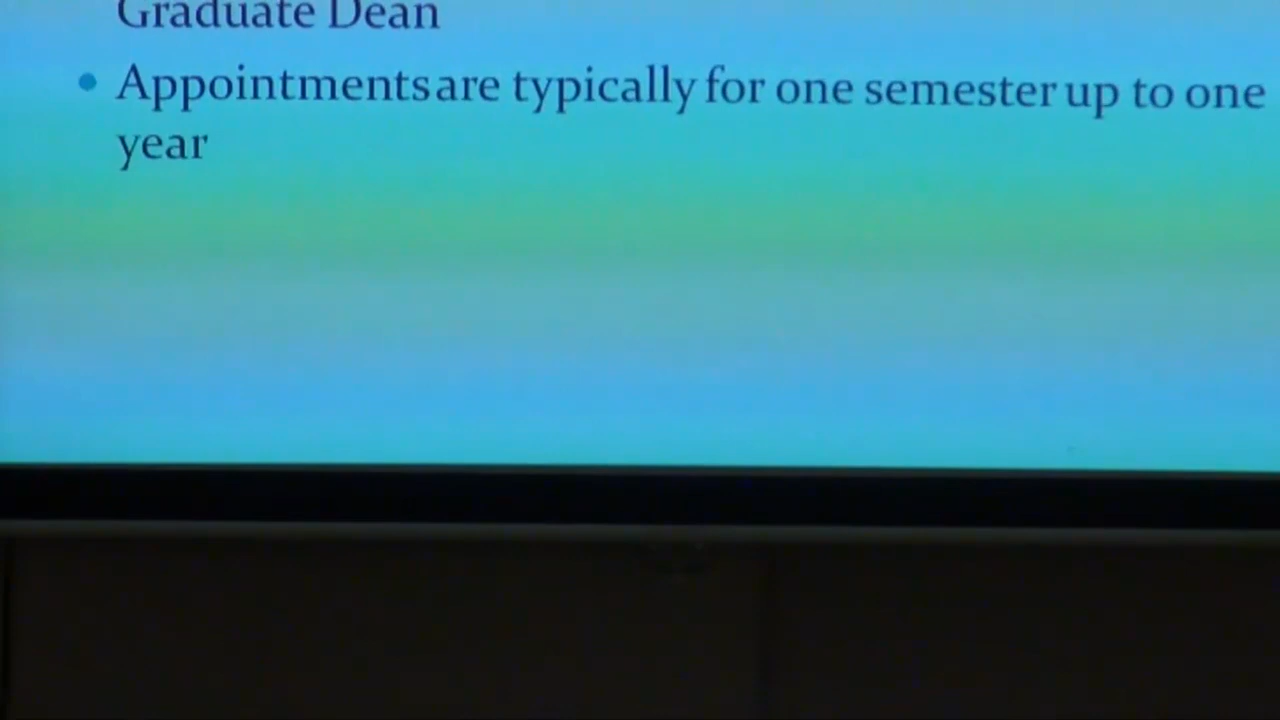 Graduate Dean
• Appointments are typically for one semester up to one
year